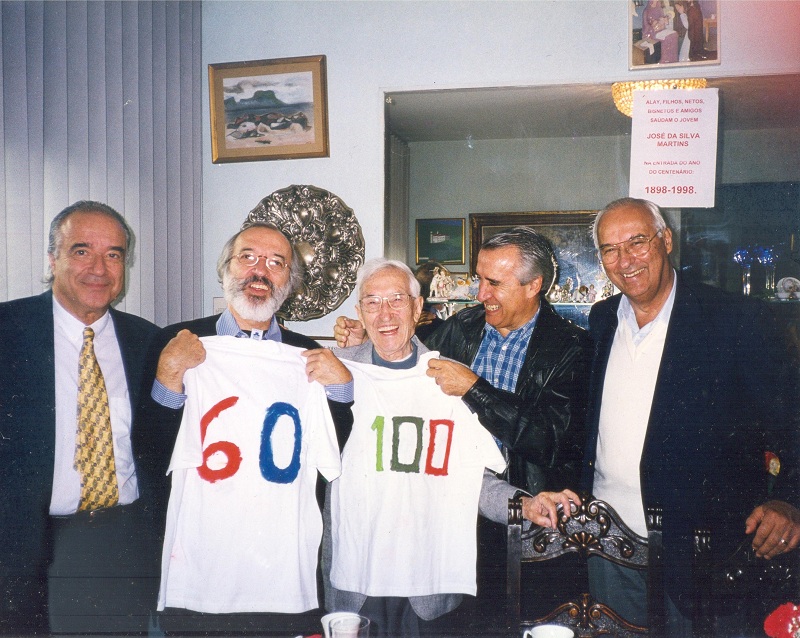 ALAY, FILHOS, NETOS,
BISNETOS E AMIGOS
SAÚDAM O JOVEM
JOSÉ DA SILVA
MARTINS
NA ENTRADA DO ANO
DO CENTENÁRIO:
1898-1998.
60
100